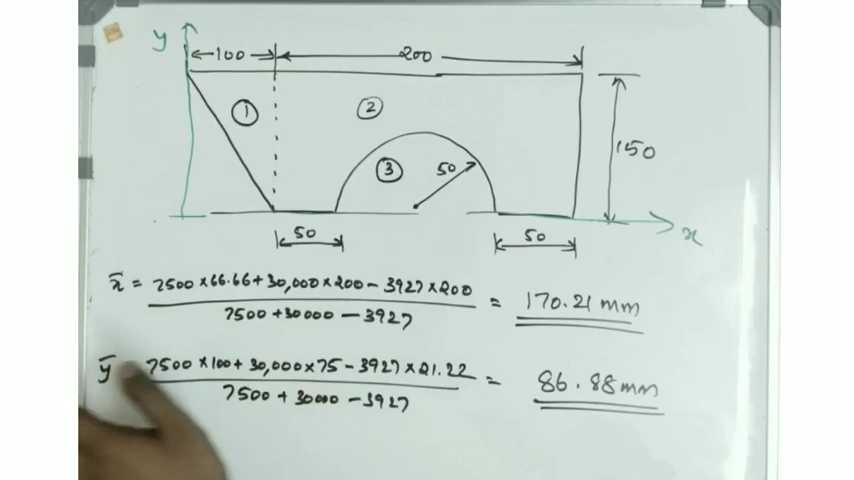 y
100 200
① ②
150
③ 50
50 50 x
x̄ = 7500 × 66.66 + 30,000 × 200 - 3927 × 200 / 7500 + 30000 - 3927 = 170.21 mm
ȳ 7500 × 100 + 30,000 × 75 - 3927 × 21.22 / 7500 + 30000 - 3927 = 86.88 mm